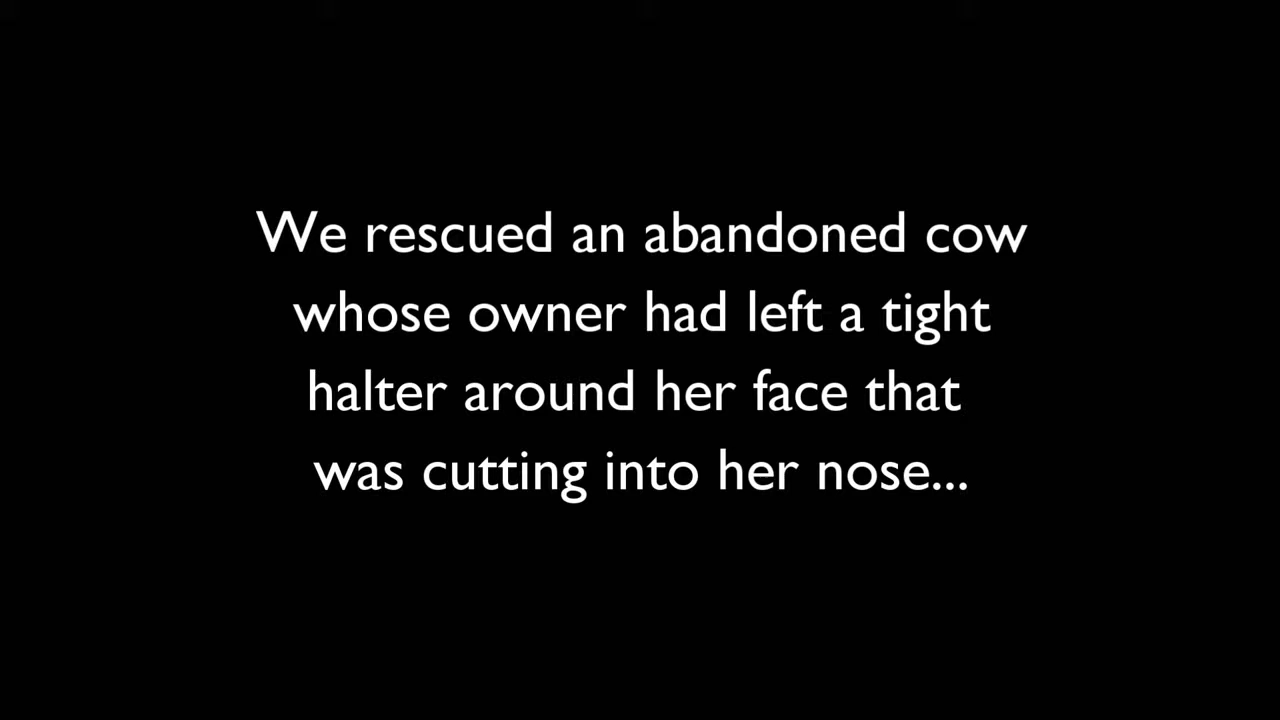 We rescued an abandoned cow
whose owner had left a tight
halter around her face that
was cutting into her nose...